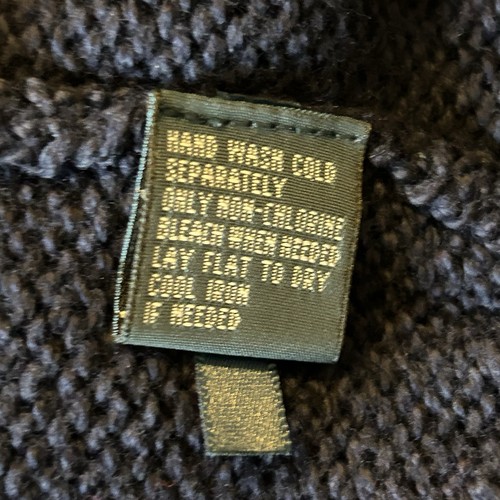 HAND WASH COLD
SEPARATELY
ONLY NON-CHLORINE
BLEACH WHEN NEEDED
LAY FLAT TO DRY
COOL IRON
IF NEEDED